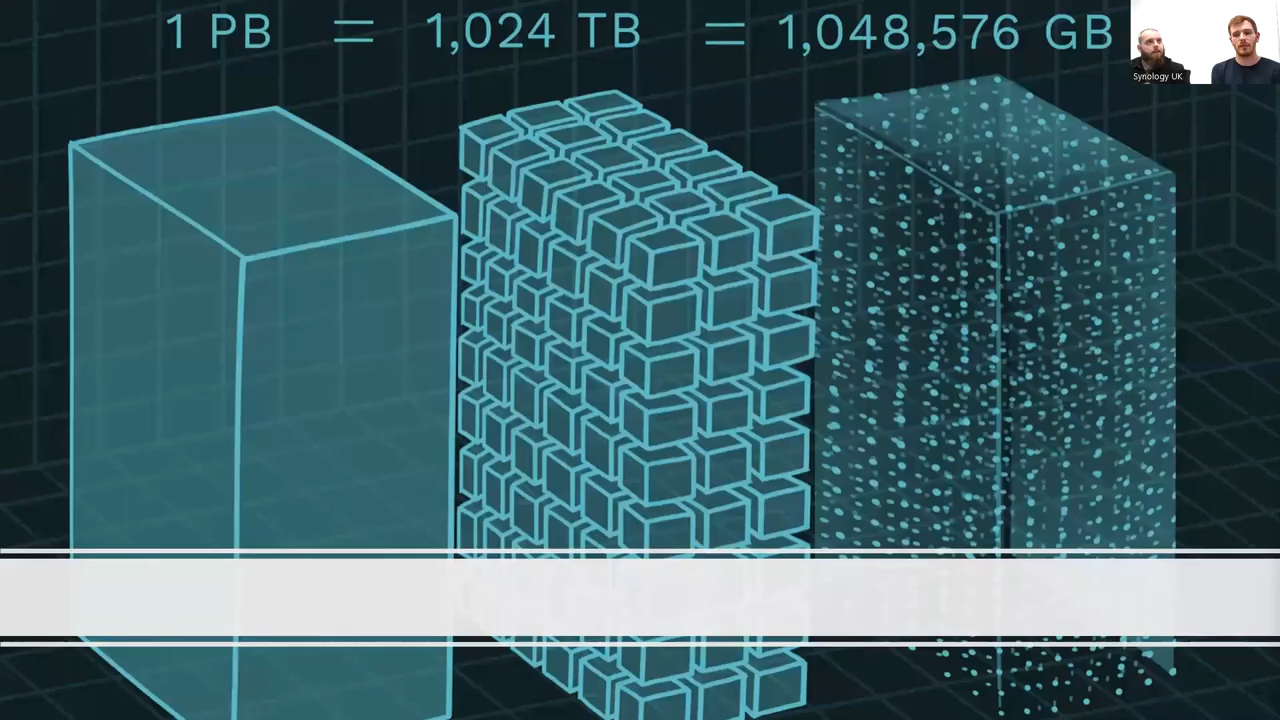 1 PB = 1,024 TB = 1,048,576 GB
Synology UK